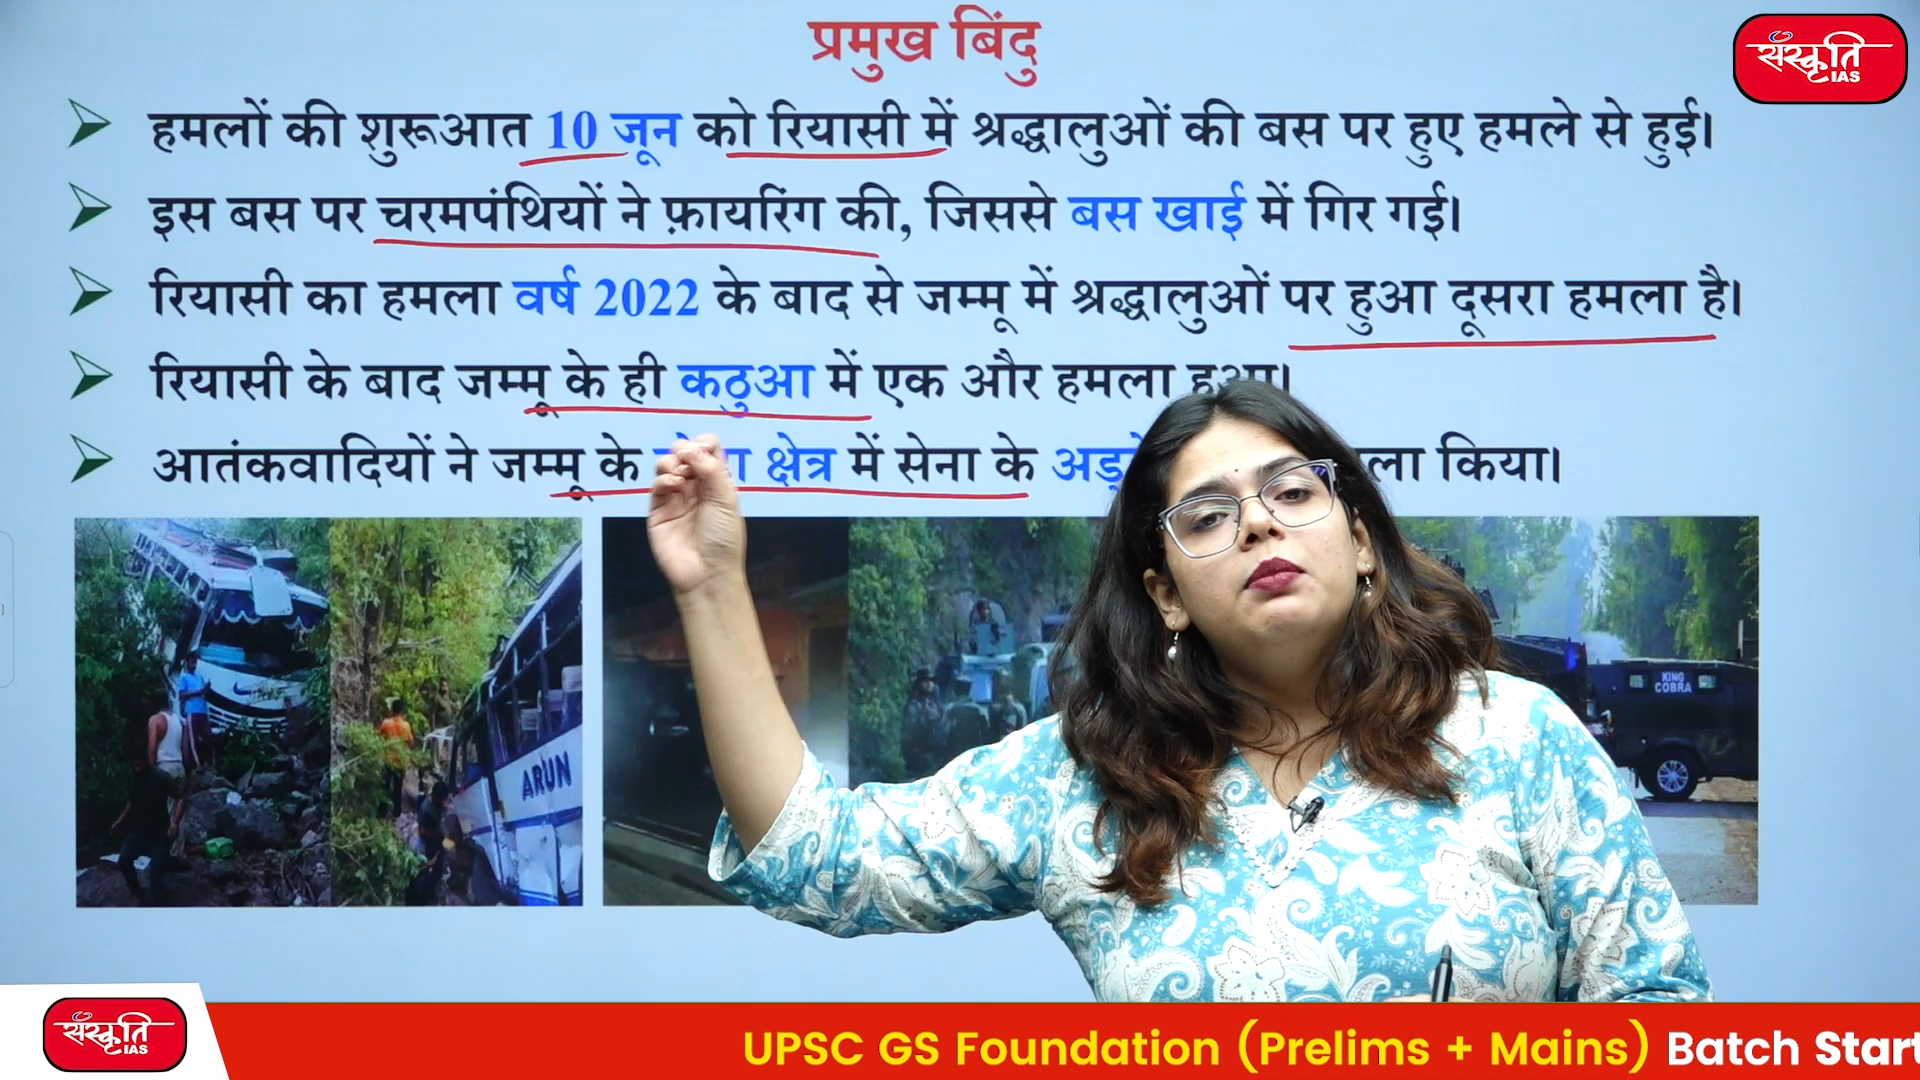 प्रमुख बिंदु
संस्कृति IAS
हमलों की शुरूआत 10 जून को रियासी में श्रद्धालुओं की बस पर हुए हमले से हुई।
इस बस पर चरमपंथियों ने फ़ायरिंग की, जिससे बस खाई में गिर गई।
रियासी का हमला वर्ष 2022 के बाद से जम्मू में श्रद्धालुओं पर हुआ दूसरा हमला है।
रियासी के बाद जम्मू के ही कठुआ में एक और हमला हुआ।
आतंकवादियों ने जम्मू के क्षेत्र में सेना के किया।
KING
COBRA
ARUN
संस्कृति IAS
UPSC GS Foundation (Prelims + Mains) Batch Start